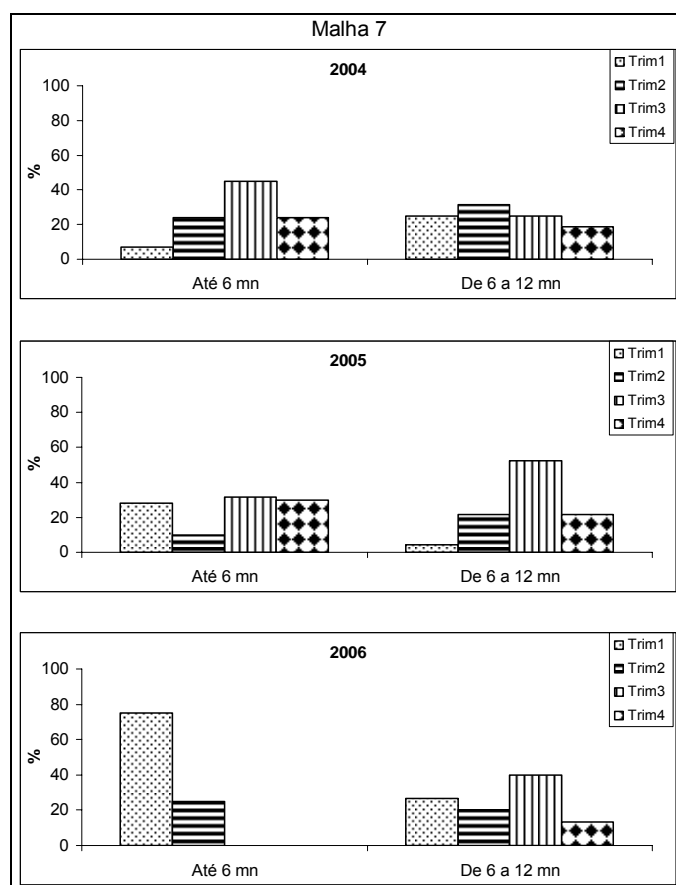 Malha 7
2004
Trim1
Trim2
Trim3
Trim4
100
80
60
40
20
0
%
Até 6 mn
De 6 a 12 mn
2005
Trim1
Trim2
Trim3
Trim4
100
80
60
40
20
0
%
Até 6 mn
De 6 a 12 mn
2006
Trim1
Trim2
Trim3
Trim4
100
80
60
40
20
0
%
Até 6 mn
De 6 a 12 mn